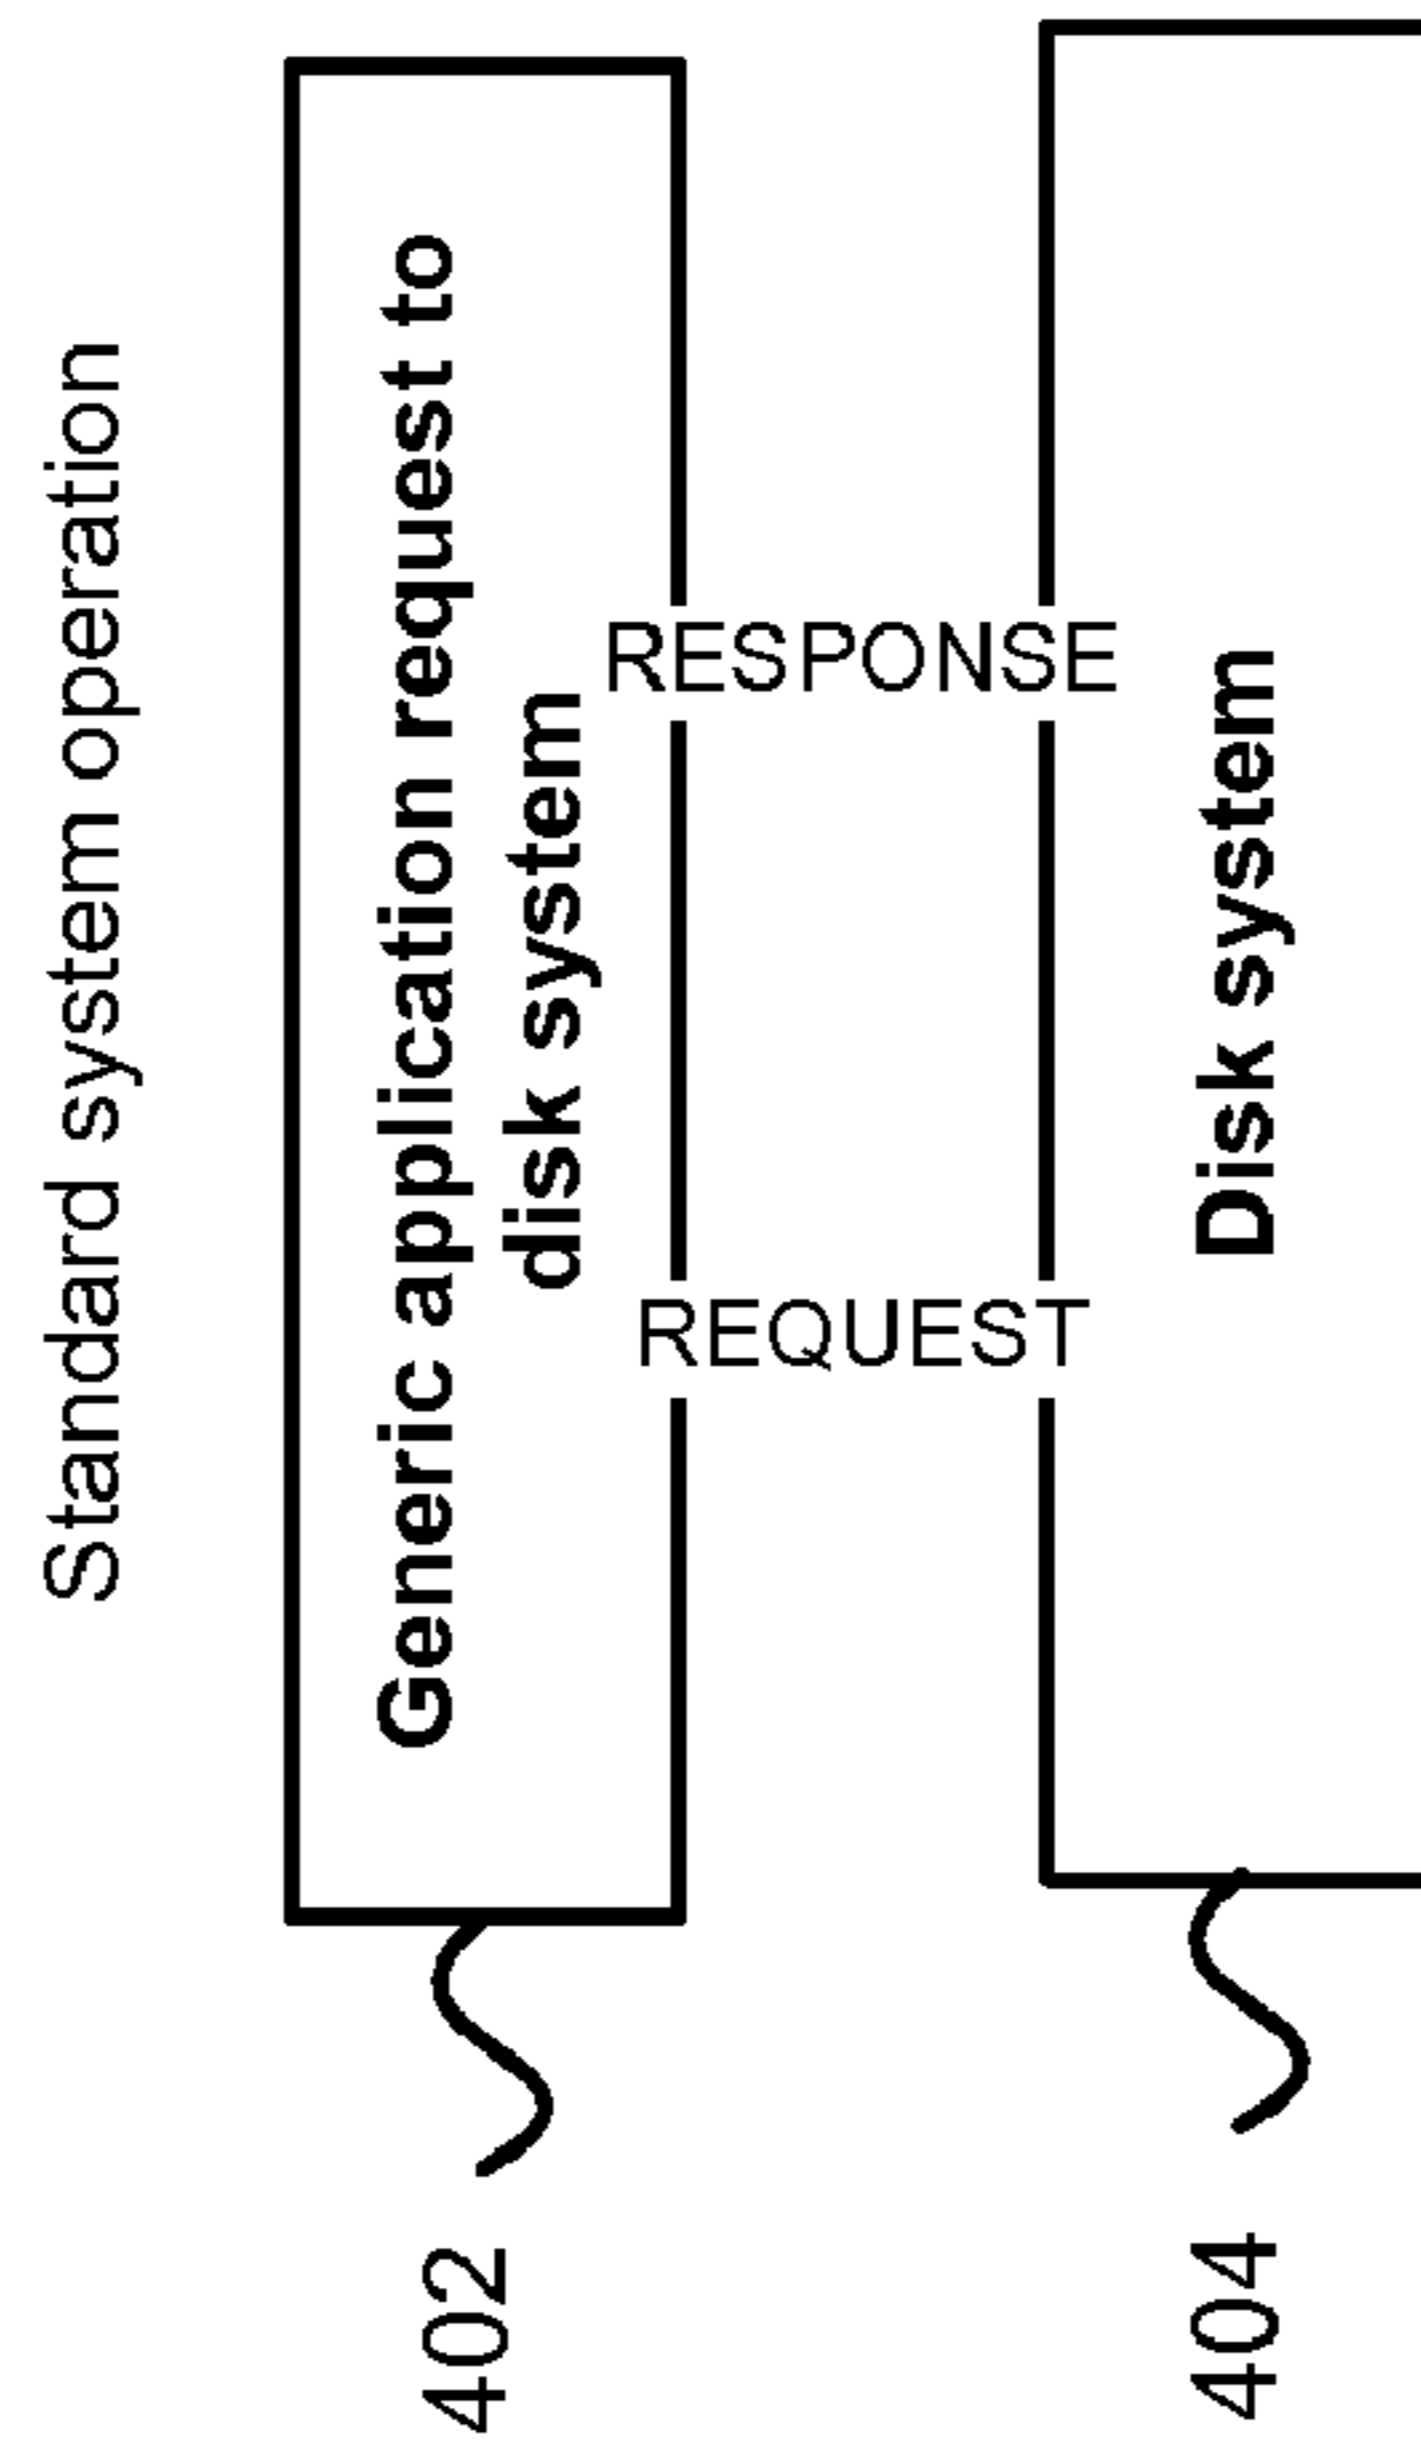 Standard system operation
Generic application request to
disk system
402
REQUEST
RESPONSE
Disk system
404